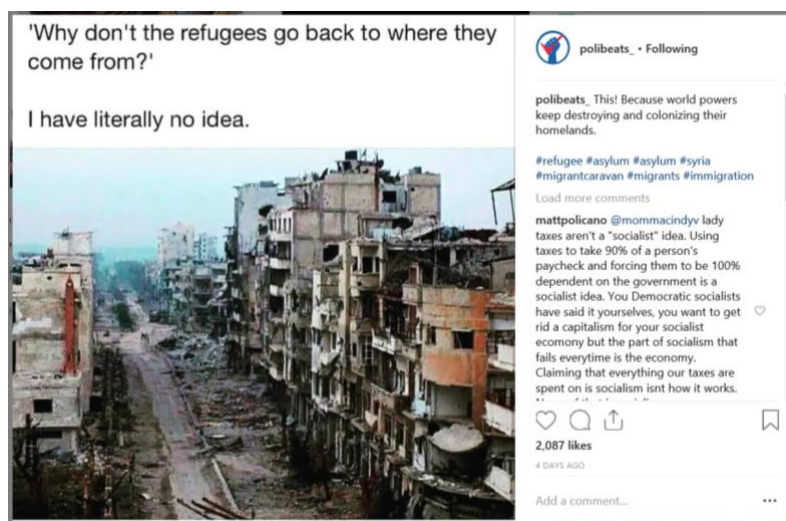 'Why don't the refugees go back to where they
come from?'
I have literally no idea.
polibeats_ • Following
polibeats_ This! Because world powers
keep destroying and colonizing their
homelands.
#refugee #asylum #asylum #syria
#migrantcaravan #migrants #immigration
Load more comments
mattpolicano @mommacindyv lady
taxes aren't a "socialist" idea. Using
taxes to take 90% of a person's
paycheck and forcing them to be 100%
dependent on the government is a
socialist idea. You Democratic socialists
have said it yourselves, you want to get
rid a capitalism for your socialist
ecomony but the part of socialism that
fails everytime is the economy.
Claiming that everything our taxes are
spent on is socialism isnt how it works.
2,087 likes
4 DAYS AGO
Add a comment...